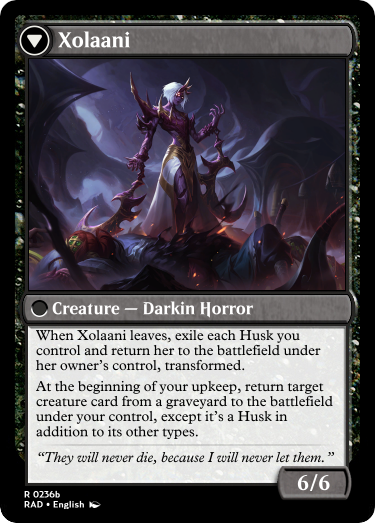 Xolaani
Creature — Darkin Horror
When Xolaani leaves, exile each Husk you
control and return her to the battlefield under
her owner's control, transformed.
At the beginning of your upkeep, return target
creature card from a graveyard to the battlefield
under your control, except it's a Husk in
addition to its other types.
“They will never die, because I will never let them.”
6/6
R 0236b
RAD • English